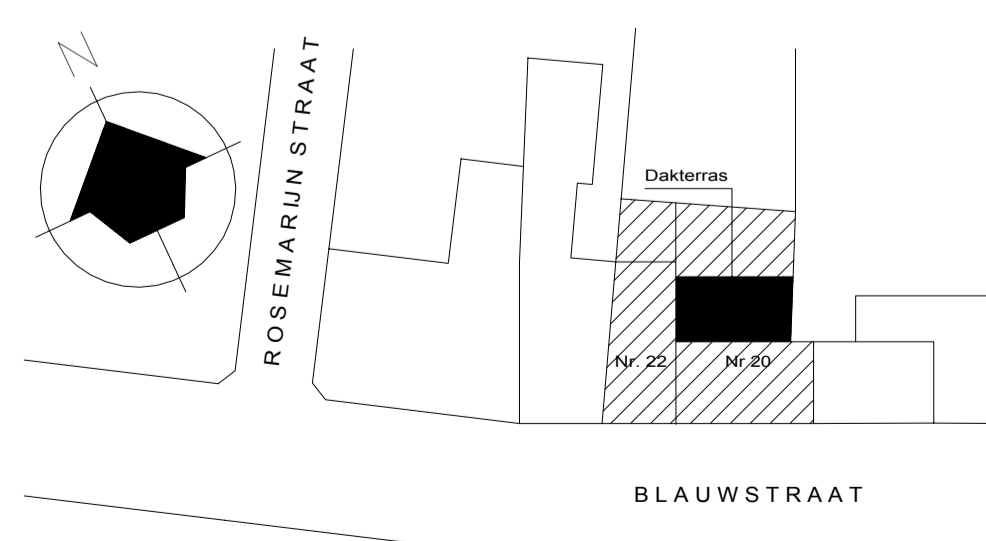 N
ROSEMARIJN STRAAT
Dakterras
Nr. 22
Nr 20
BLAUWSTRAAT